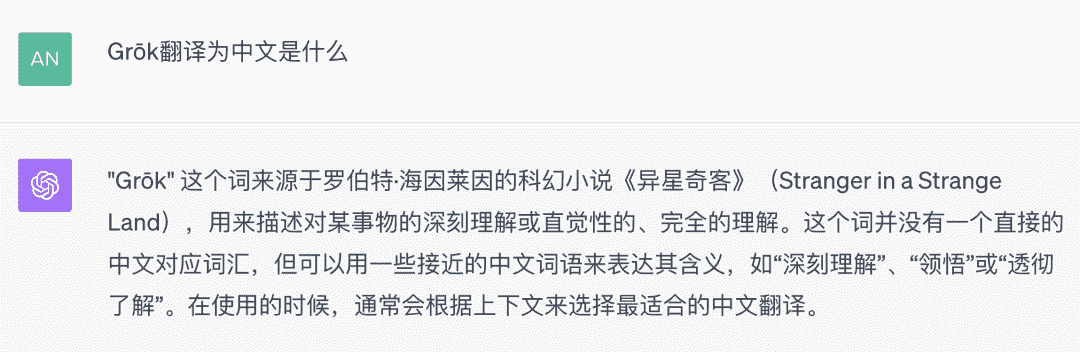 AN
Grōk翻译为中文是什么
"Grōk" 这个词来源于罗伯特·海因莱因的科幻小说《异星奇客》（Stranger in a Strange
Land），用来描述对某事物的深刻理解或直觉性的、完全的理解。这个词并没有一个直接的
中文对应词汇，但可以用一些接近的中文词语来表达其含义，如“深刻理解”、“领悟”或“透彻
了解”。在使用的时候，通常会根据上下文来选择最适合的中文翻译。